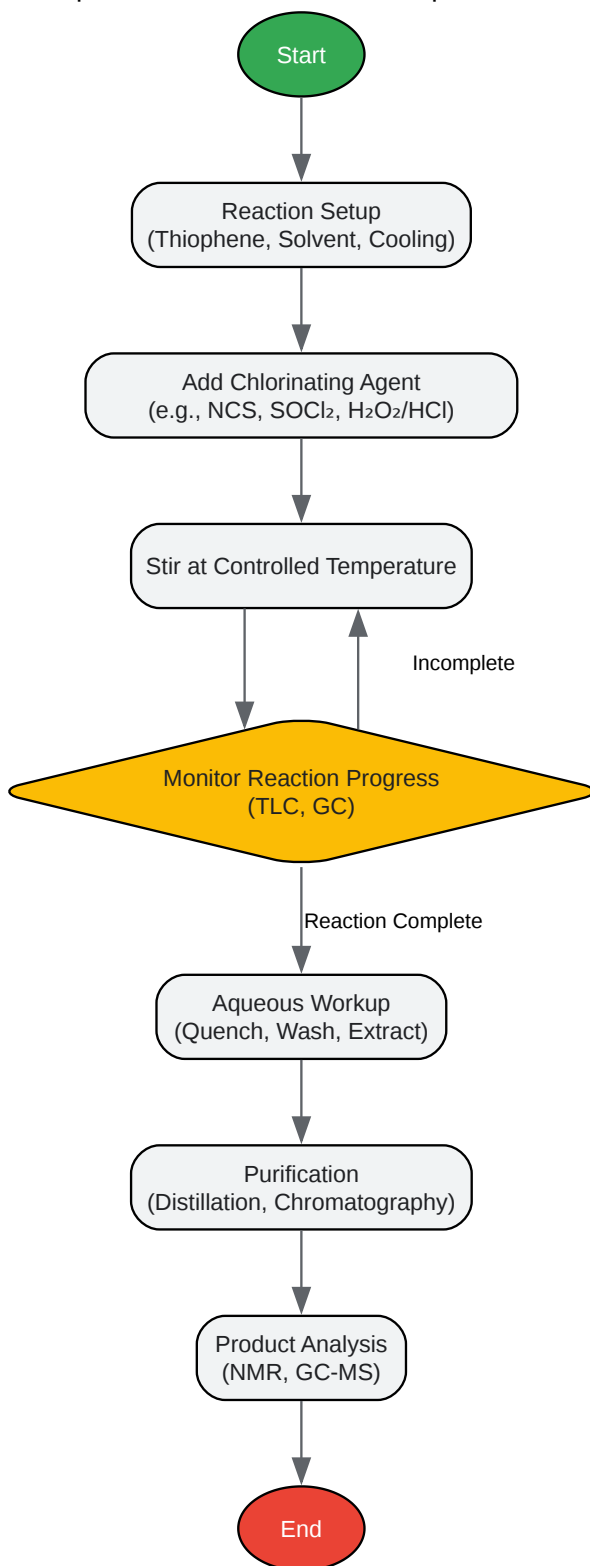 Start
Reaction Setup
(Thiophene, Solvent, Cooling)
Add Chlorinating Agent
(e.g., NCS, SOCl₂, H₂O₂/HCl)
Stir at Controlled Temperature
Incomplete
Monitor Reaction Progress
(TLC, GC)
Reaction Complete
Aqueous Workup
(Quench, Wash, Extract)
Purification
(Distillation, Chromatography)
Product Analysis
(NMR, GC-MS)
End